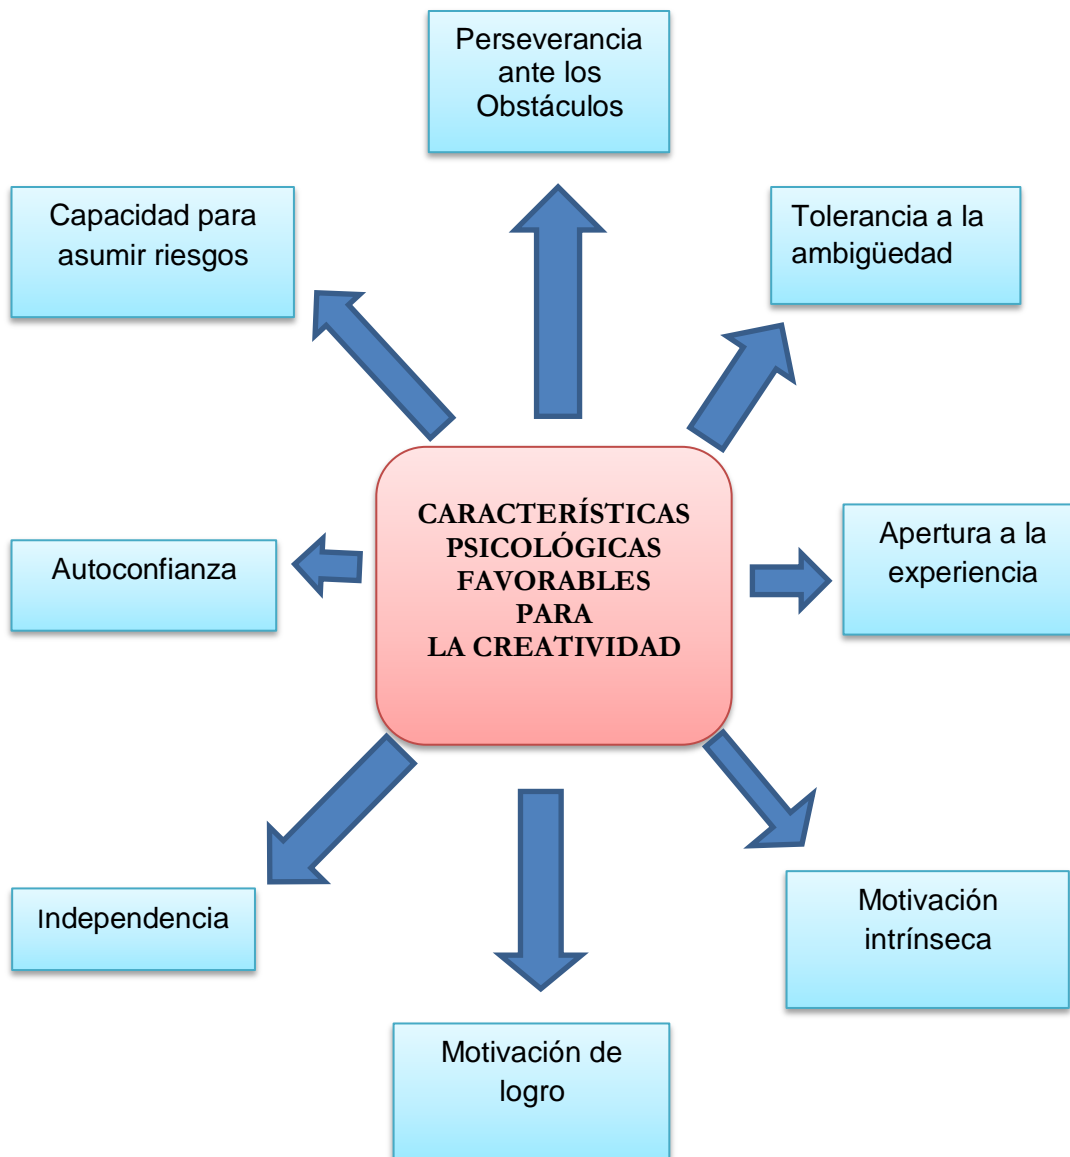 Perseverancia
ante los
Obstáculos
Capacidad para
asumir riesgos
Tolerancia a la
ambigüedad
CARACTERÍSTICAS
PSICOLÓGICAS
FAVORABLES
PARA
LA CREATIVIDAD
Autoconfianza
Apertura a la
experiencia
Independencia
Motivación
intrínseca
Motivación de
logro